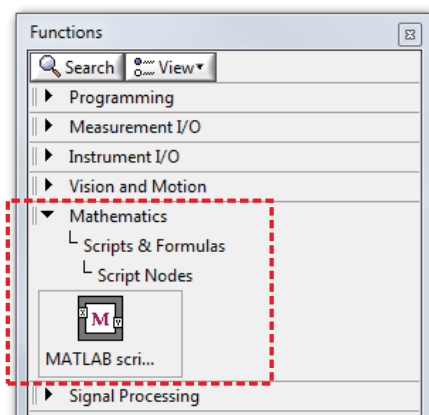 Functions
Search View
Programming
Measurement I/O
Instrument I/O
Vision and Motion
Mathematics
Scripts & Formulas
Script Nodes
X M Y
MATLAB scri...
Signal Processing